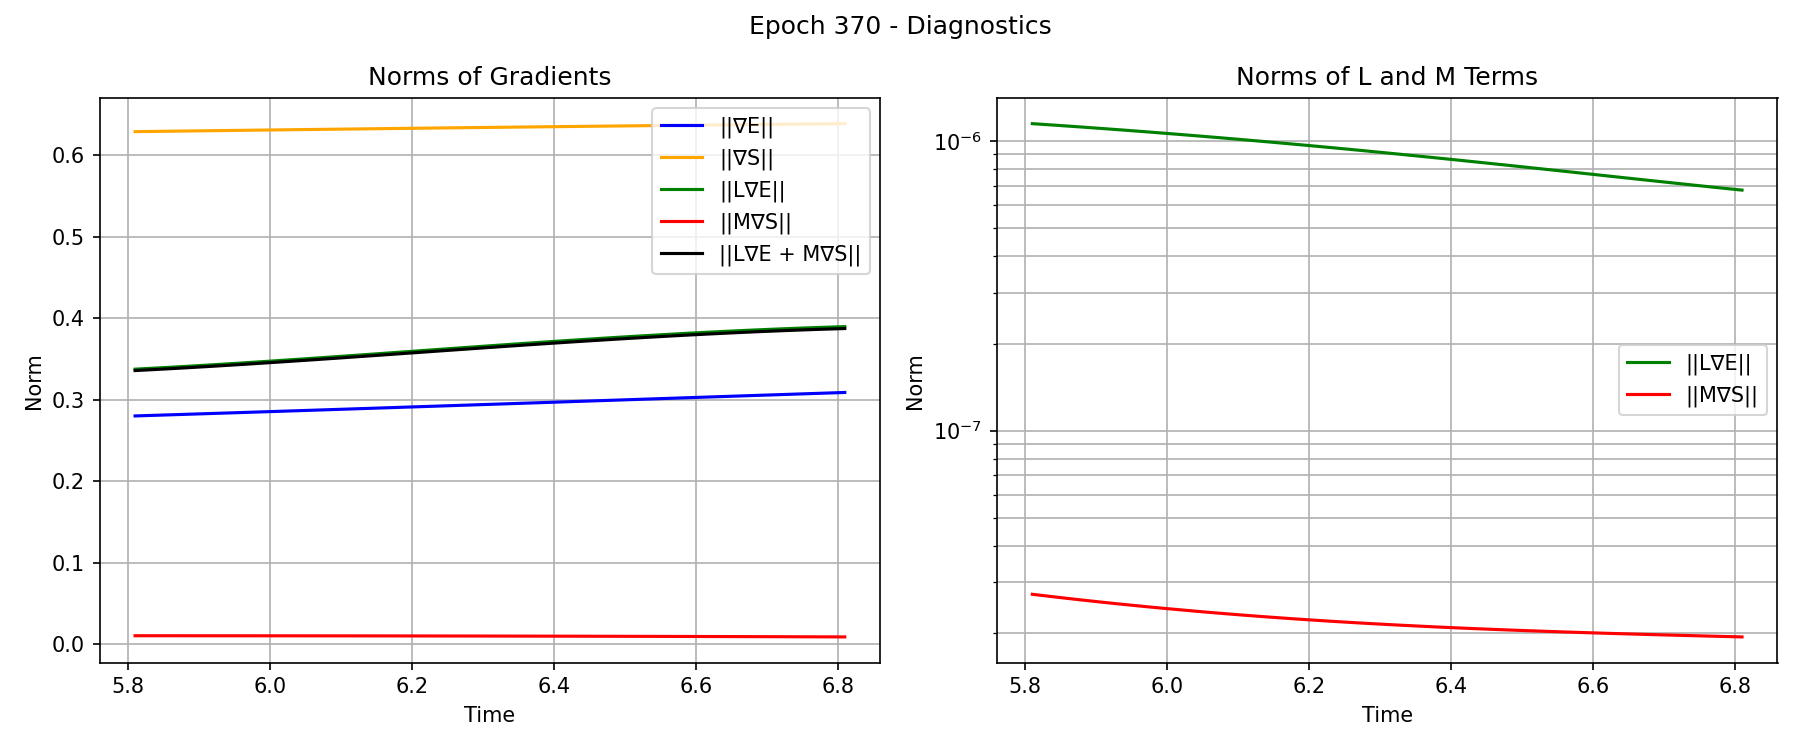 Epoch 370 - Diagnostics
Norms of Gradients
||∇E||
||∇S||
||L∇E||
||M∇S||
||L∇E + M∇S||
0.6
0.5
0.4
0.3
0.2
0.1
0.0
Norm
5.8 6.0 6.2 6.4 6.6 6.8
Time
Norms of L and M Terms
10⁻⁶
10⁻⁷
Norm
||L∇E||
||M∇S||
5.8 6.0 6.2 6.4 6.6 6.8
Time